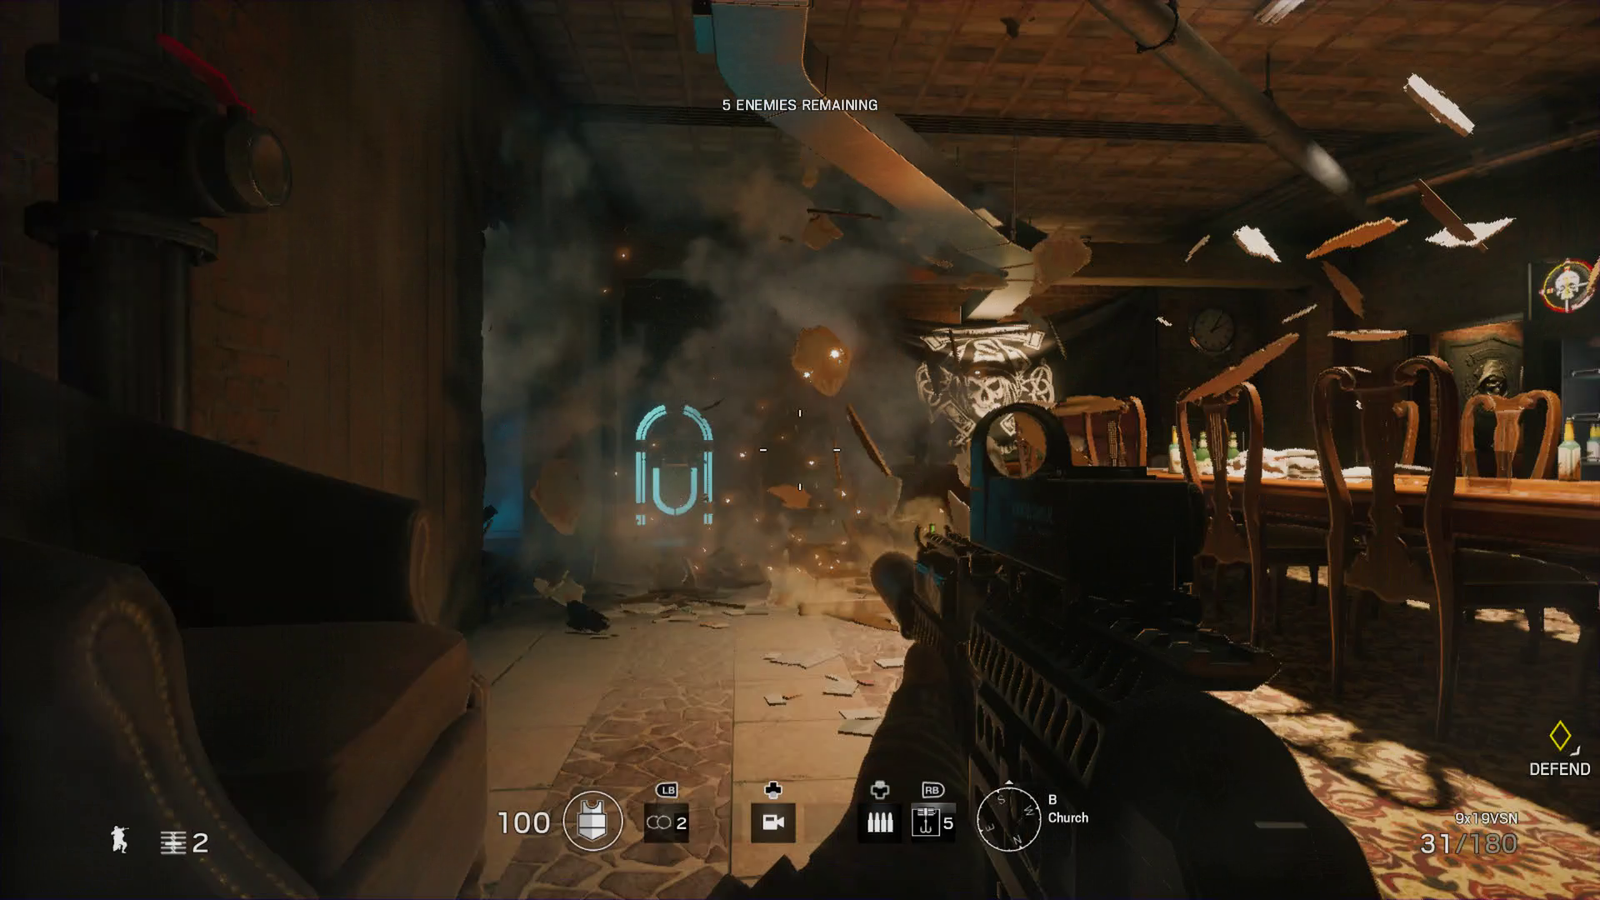 5 ENEMIES REMAINING
DEFEND
LB
RB
100
2
5
S
W
E
N
B
Church
2
9x19VSN
31/180